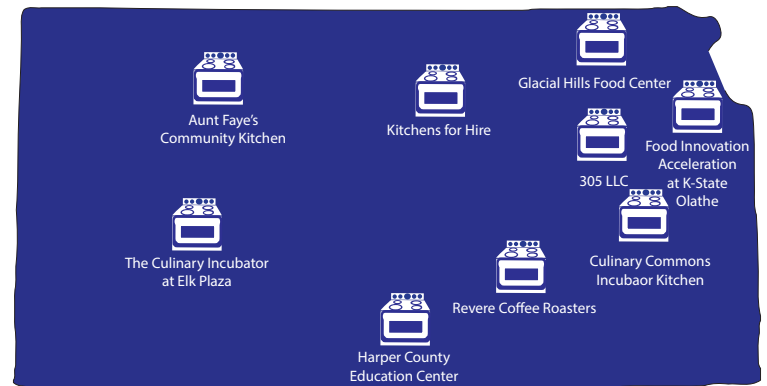 Glacial Hills Food Center
Aunt Faye's
Community Kitchen
Kitchens for Hire
Food Innovation
Acceleration
at K-State
Olathe
305 LLC
The Culinary Incubator
at Elk Plaza
Culinary Commons
Incubaor Kitchen
Revere Coffee Roasters
Harper County
Education Center